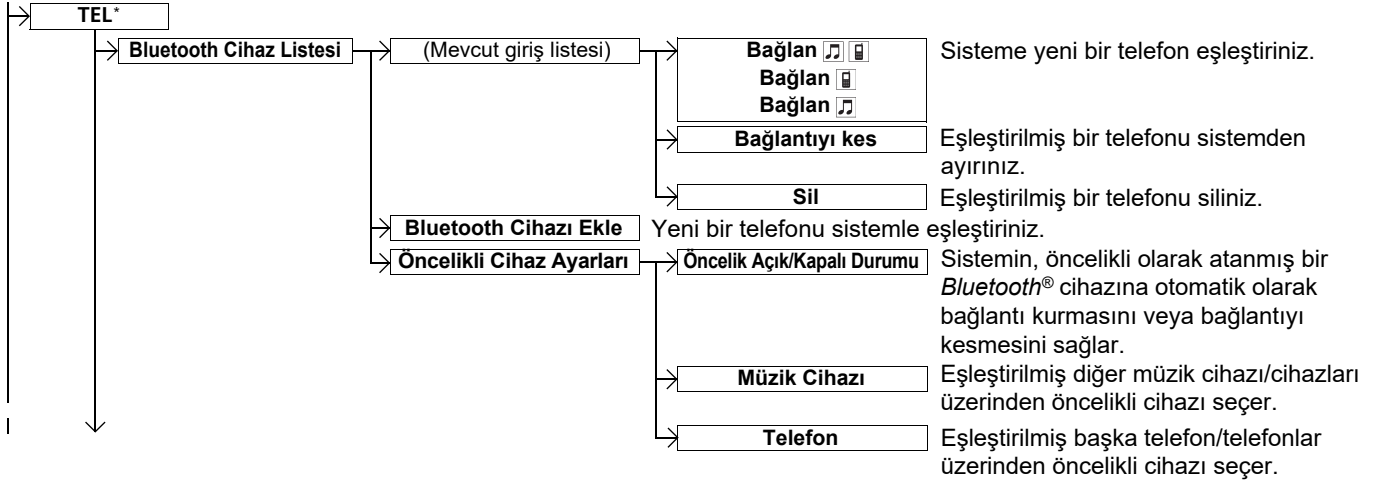 TEL*
Bluetooth Cihaz Listesi
(Mevcut giriş listesi)
Bağlan
Bağlan
Bağlan
Sisteme yeni bir telefon eşleştiriniz.
Bağlantıyı kes
Eşleştirilmiş bir telefonu sistemden
ayırınız.
Sil
Eşleştirilmiş bir telefonu siliniz.
Bluetooth Cihazı Ekle
Yeni bir telefonu sistemle eşleştiriniz.
Öncelikli Cihaz Ayarları
Öncelik Açık/Kapalı Durumu
Sistemin, öncelikli olarak atanmış bir
Bluetooth® cihazına otomatik olarak
bağlantı kurmasını veya bağlantıyı
kesmesini sağlar.
Müzik Cihazı
Eşleştirilmiş diğer müzik cihazı/cihazları
üzerinden öncelikli cihazı seçer.
Telefon
Eşleştirilmiş başka telefon/telefonlar
üzerinden öncelikli cihazı seçer.